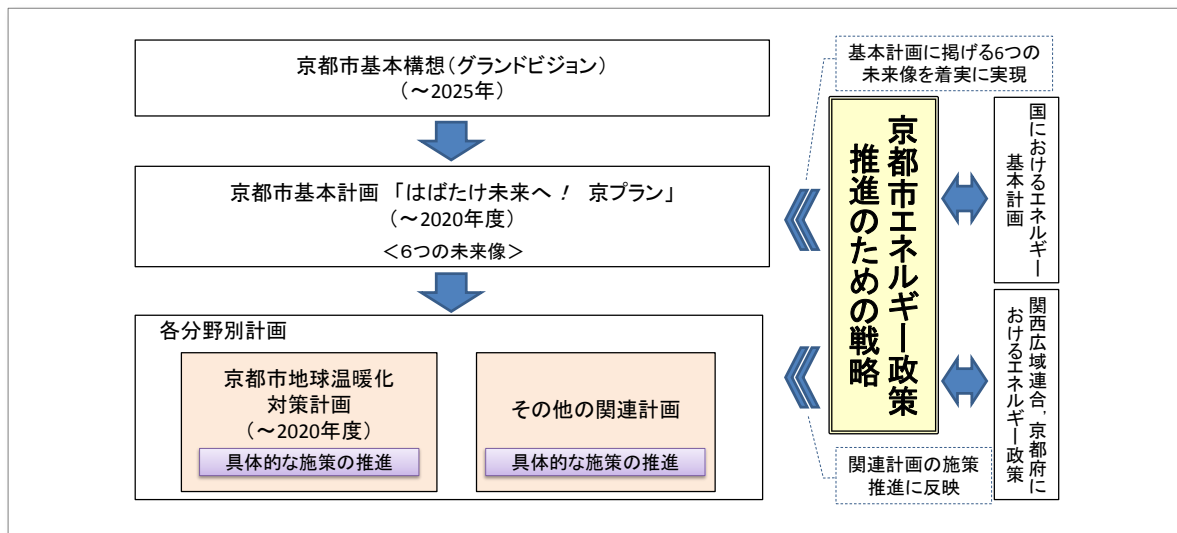 京都市基本構想（グランドビジョン）
（～2025年）
京都市基本計画 「はばたけ未来へ！ 京プラン」
（～2020年度）
＜６つの未来像＞
各分野別計画
京都市地球温暖化
対策計画
（～2020年度）
具体的な施策の推進
その他の関連計画
具体的な施策の推進
基本計画に掲げる6つの
未来像を着実に実現
京都市エネルギー政策
推進のための戦略
関連計画の施策
推進に反映
国におけるエネルギー
基本計画
関西広域連合，京都府に
おけるエネルギー政策